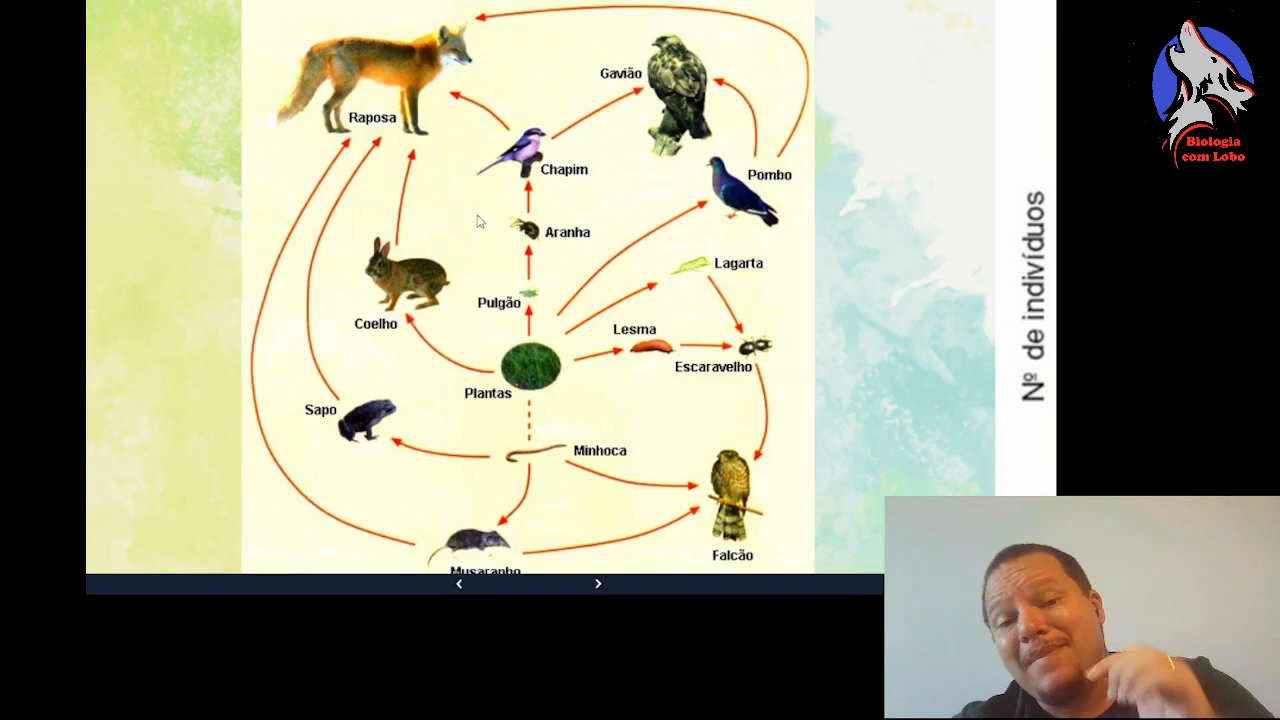 Biologia
com Lobo
Gavião
Raposa
Chapim
Pombo
Aranha
Lagarta
Pulgão
Coelho
Lesma
Escaravelho
Plantas
Sapo
Minhoca
Falcão
Musaranho
Nº de indivíduos